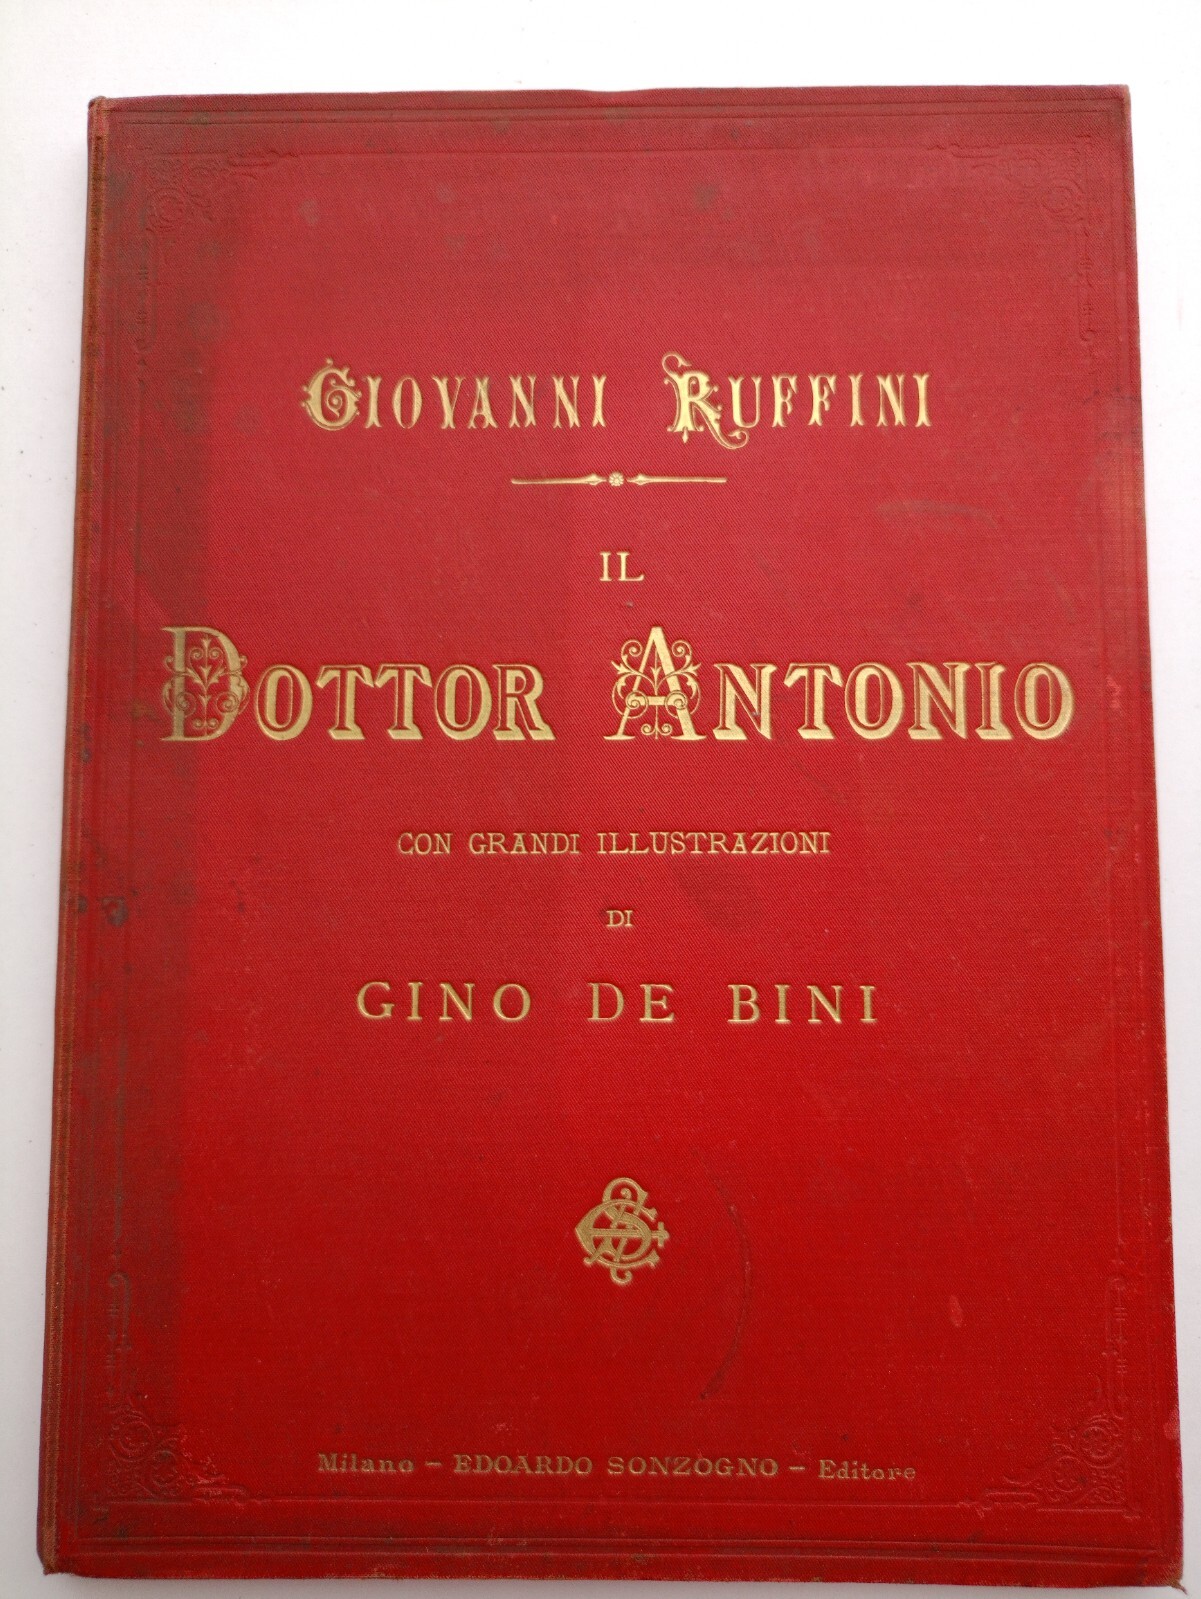 GIOVANNI RUFFINI
IL
DOTTOR ANTONIO
CON GRANDI ILLUSTRAZIONI
DI
GINO DE BINI
Milano – EDOARDO SONZOGNO – Editore